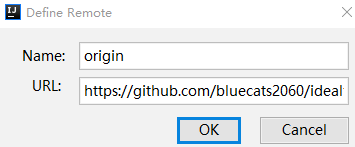 Define Remote
Name: origin
URL: https://github.com/bluecats2060/ideal
OK Cancel